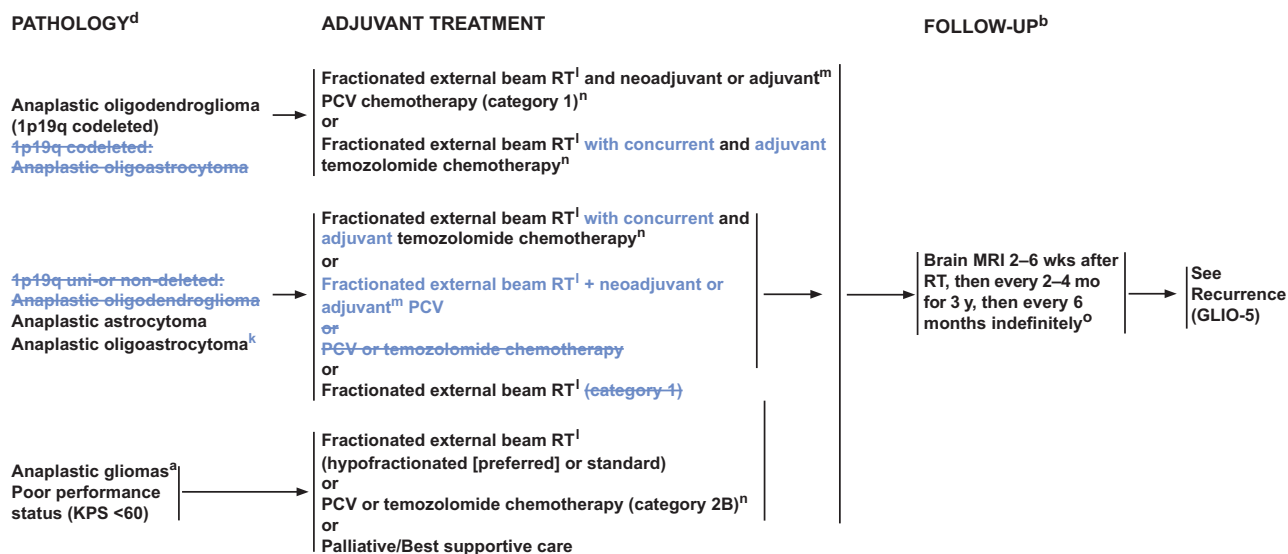 PATHOLOGYd
ADJUVANT TREATMENT
FOLLOW-UPb
Anaplastic oligodendroglioma
(1p19q codeleted)
1p19q codeleted:
Anaplastic oligoastrocytoma
Fractionated external beam RTl and neoadjuvant or adjuvantm
PCV chemotherapy (category 1)n
or
Fractionated external beam RTl with concurrent and adjuvant
temozolomide chemotherapyn
1p19q uni-or non-deleted:
Anaplastic oligodendroglioma
Anaplastic astrocytoma
Anaplastic oligoastrocytomak
Fractionated external beam RTl with concurrent and
adjuvant temozolomide chemotherapyn
or
Fractionated external beam RTl + neoadjuvant or
adjuvantm PCV
or
PCV or temozolomide chemotherapy
or
Fractionated external beam RTl (category 1)
Anaplastic gliomasa
Poor performance
status (KPS <60)
Fractionated external beam RTl
(hypofractionated [preferred] or standard)
or
PCV or temozolomide chemotherapy (category 2B)n
or
Palliative/Best supportive care
Brain MRI 2–6 wks after
RT, then every 2–4 mo
for 3 y, then every 6
months indefinitelyo
See
Recurrence
(GLIO-5)